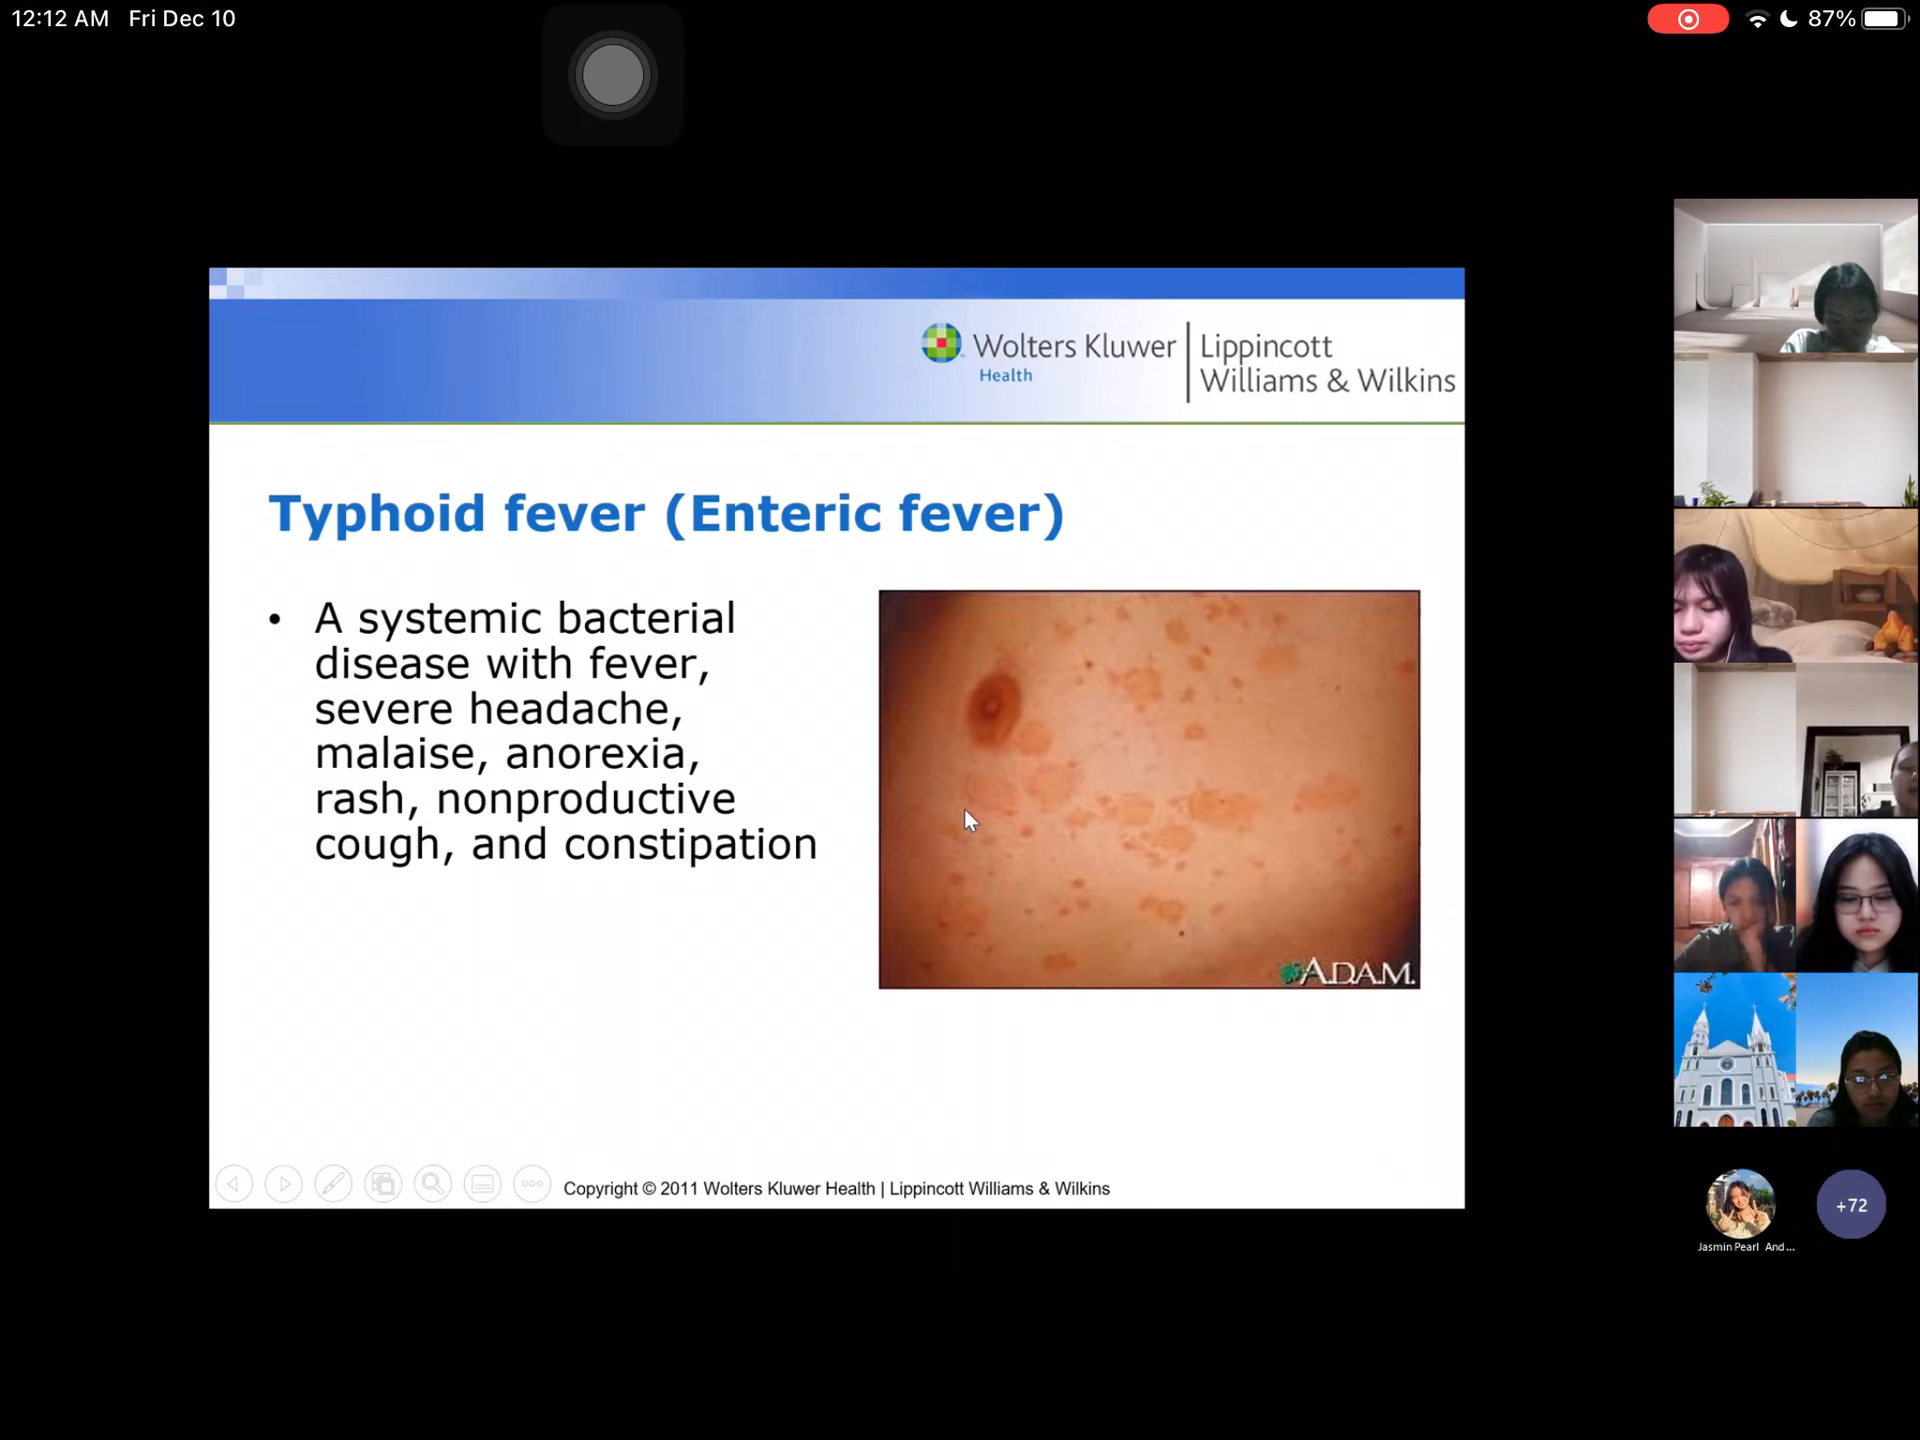 12:12 AM Fri Dec 10
87%
Wolters Kluwer
Health
Lippincott
Williams & Wilkins
Typhoid fever (Enteric fever)
• A systemic bacterial
disease with fever,
severe headache,
malaise, anorexia,
rash, nonproductive
cough, and constipation
A.D.A.M.
Copyright © 2011 Wolters Kluwer Health | Lippincott Williams & Wilkins
+72
Jasmin Pearl And...